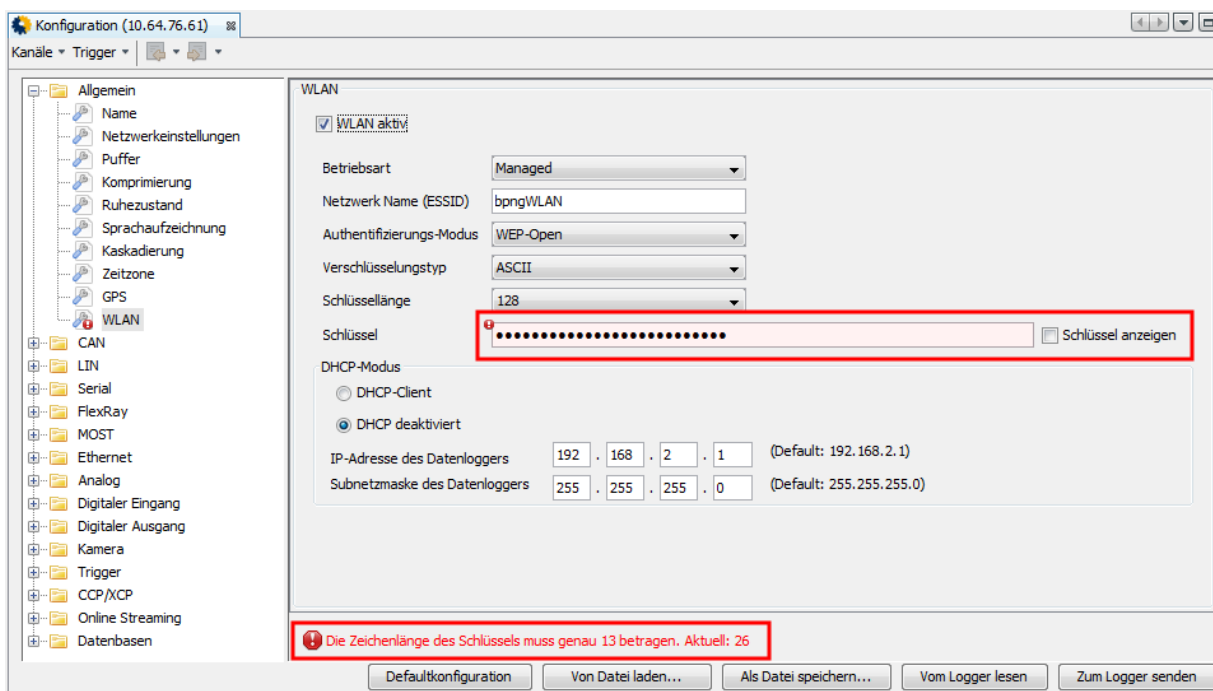 Konfiguration (10.64.76.61)
Kanäle Trigger
Allgemein
Name
Netzwerkeinstellungen
Puffer
Komprimierung
Ruhezustand
Sprachaufzeichnung
Kaskadierung
Zeitzone
GPS
WLAN
CAN
LIN
Serial
FlexRay
MOST
Ethernet
Analog
Digitaler Eingang
Digitaler Ausgang
Kamera
Trigger
CCP/XCP
Online Streaming
Datenbasen
WLAN
WLAN aktiv
Betriebsart Managed
Netzwerk Name (ESSID) bpngWLAN
Authentifizierungs-Modus WEP-Open
Verschlüsselungstyp ASCII
Schlüssellänge 128
Schlüssel •••••••••••••••••••••••••• Schlüssel anzeigen
DHCP-Modus
DHCP-Client
DHCP deaktiviert
IP-Adresse des Datenloggers 192 . 168 . 2 . 1 (Default: 192.168.2.1)
Subnetzmaske des Datenloggers 255 . 255 . 255 . 0 (Default: 255.255.255.0)
Die Zeichenlänge des Schlüssels muss genau 13 betragen. Aktuell: 26
Defaultkonfiguration Von Datei laden... Als Datei speichern... Vom Logger lesen Zum Logger senden